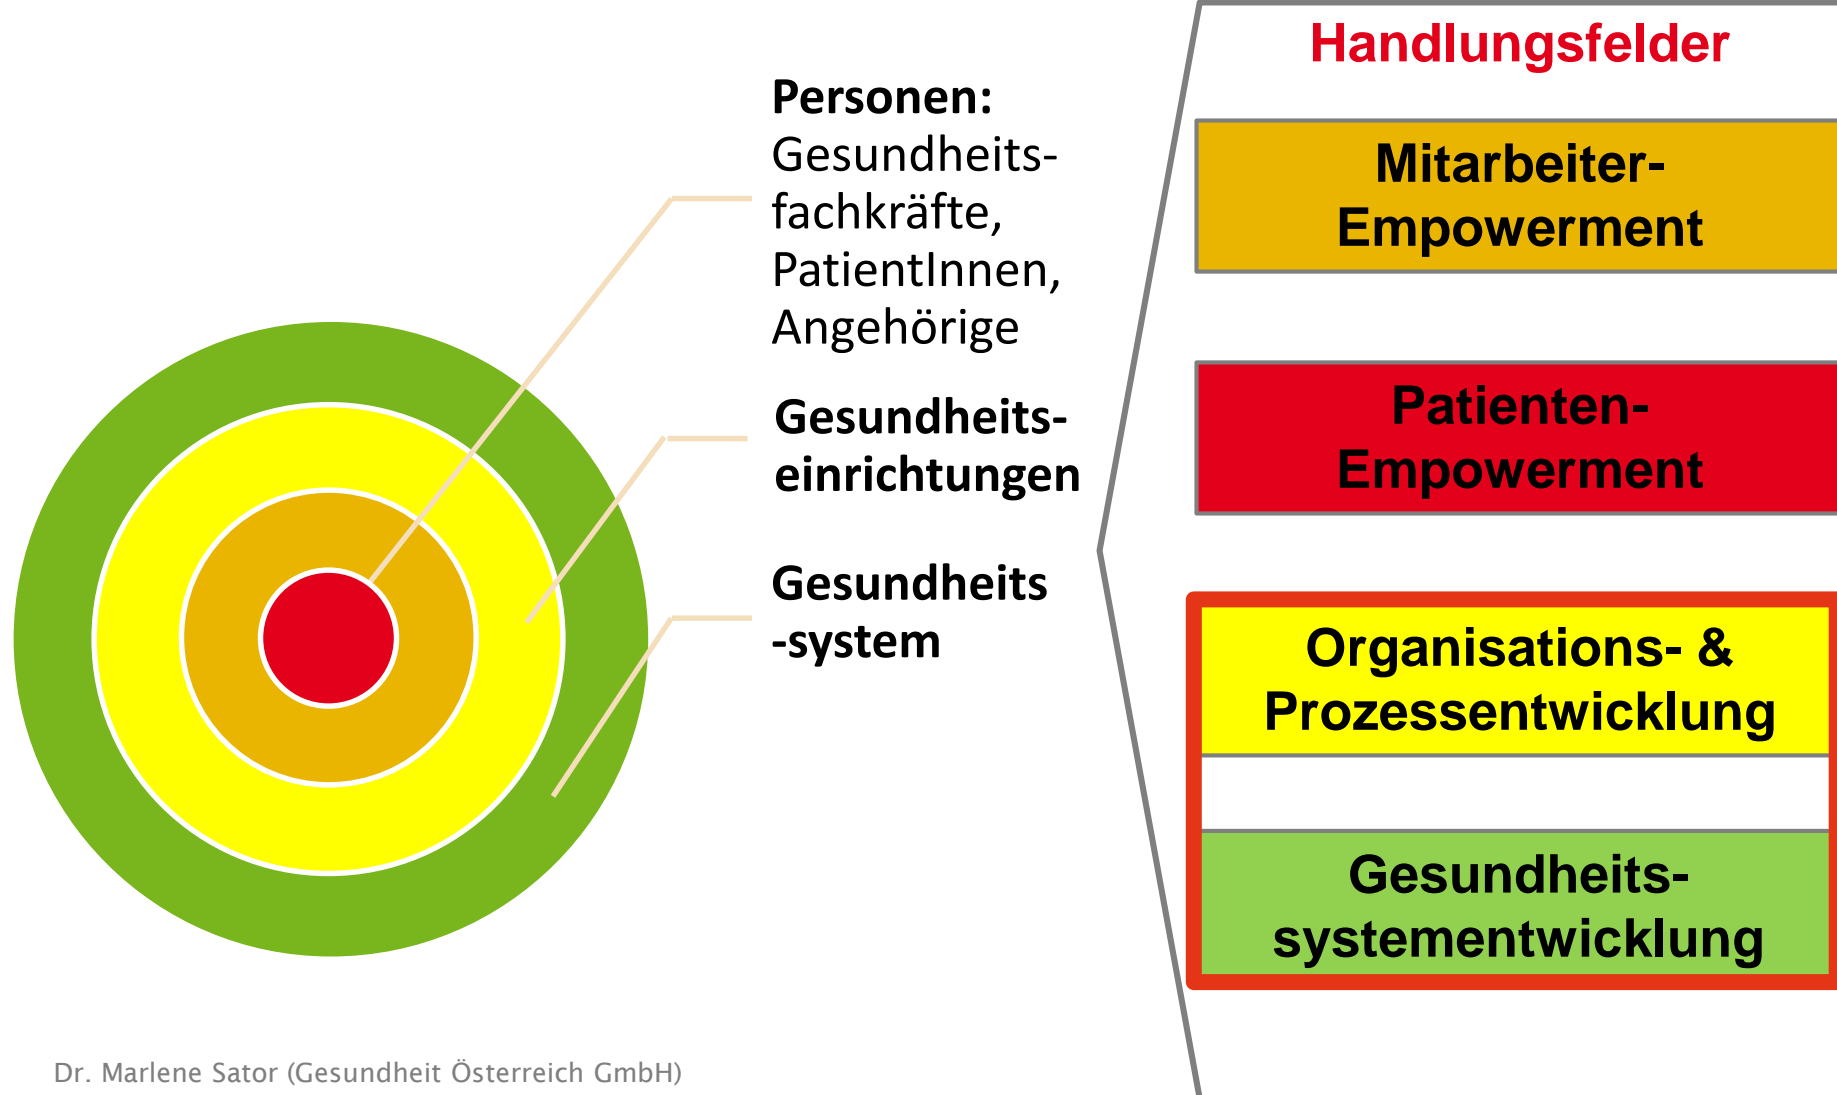 Personen:
Gesundheits-
fachkräfte,
PatientInnen,
Angehörige
Gesundheits-
einrichtungen
Gesundheits
-system
Handlungsfelder
Mitarbeiter-
Empowerment
Patienten-
Empowerment
Organisations- &
Prozessentwicklung
Gesundheits-
systementwicklung
Dr. Marlene Sator (Gesundheit Österreich GmbH)